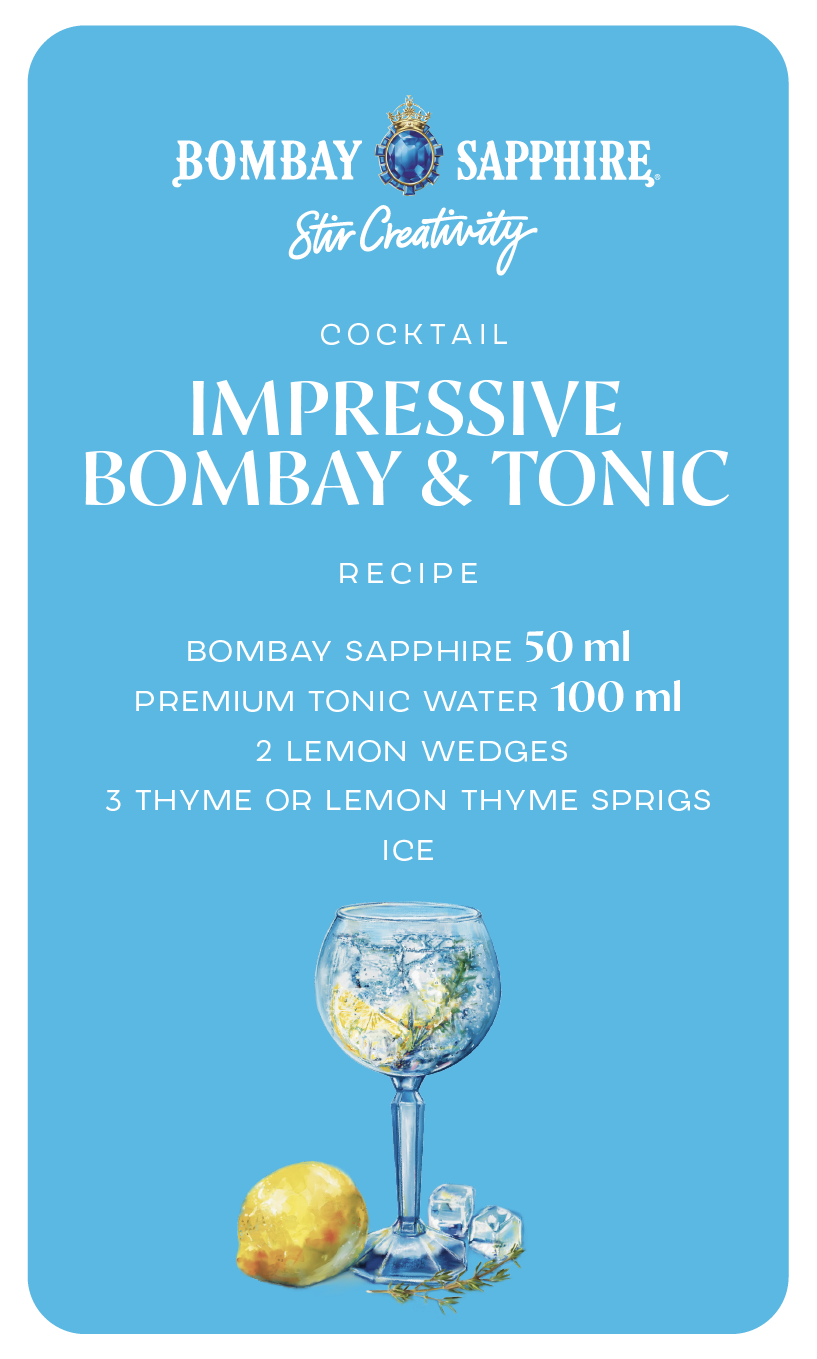 BOMBAY SAPPHIRE®
Stir Creativity
COCKTAIL
IMPRESSIVE
BOMBAY & TONIC
RECIPE
BOMBAY SAPPHIRE 50 ml
PREMIUM TONIC WATER 100 ml
2 LEMON WEDGES
3 THYME OR LEMON THYME SPRIGS
ICE